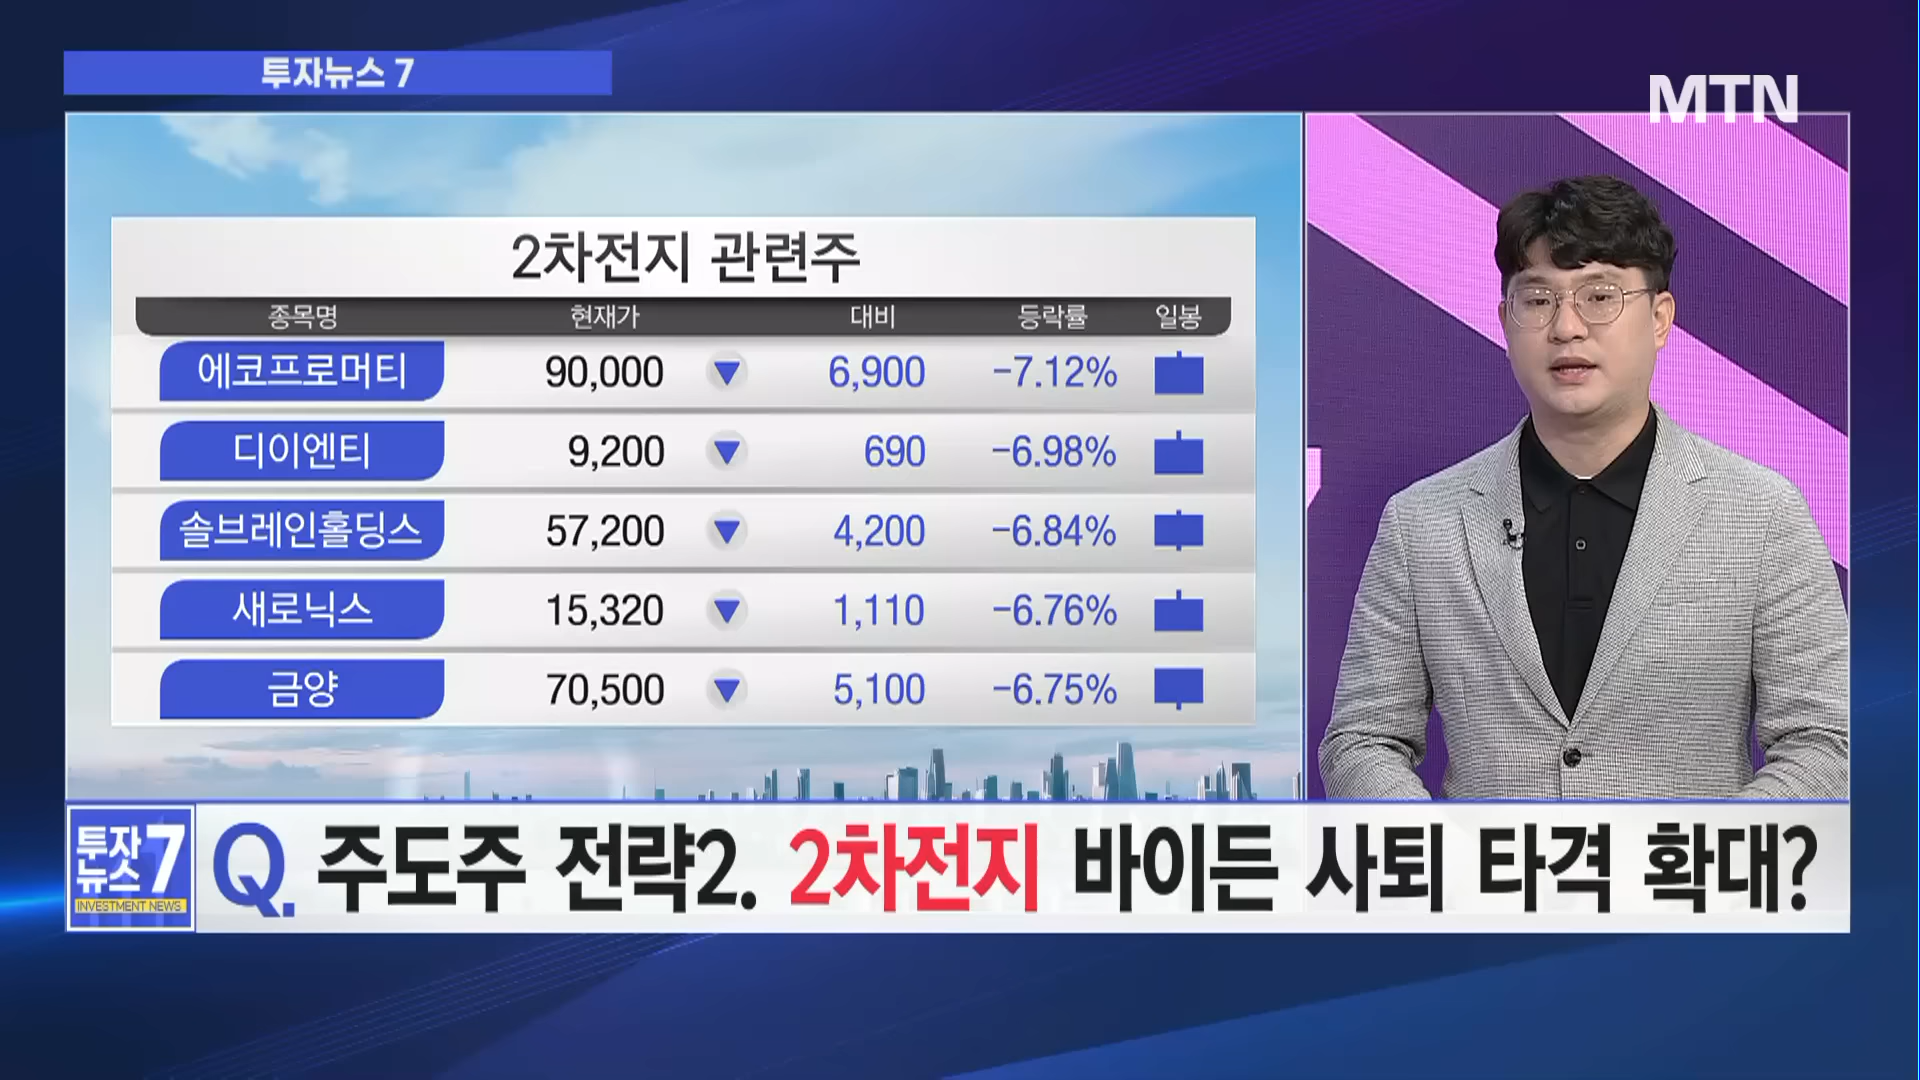 투자뉴스 7
MTN
2차전지 관련주
종목명 현재가 대비 등락률 일봉
에코프로머티 90,000 ▼ 6,900 -7.12%
디이엔티 9,200 ▼ 690 -6.98%
솔브레인홀딩스 57,200 ▼ 4,200 -6.84%
새로닉스 15,320 ▼ 1,110 -6.76%
금양 70,500 ▼ 5,100 -6.75%
투자
뉴스 7
INVESTMENT NEWS
Q. 주도주 전략2. 2차전지 바이든 사퇴 타격 확대?